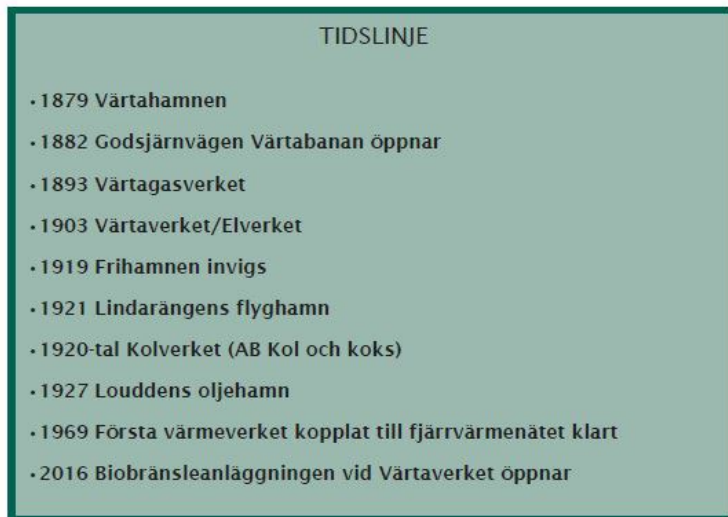 TIDSLINJE
• 1879 Värtahamnen
• 1882 Godsjärnvägen Värtabanan öppnar
• 1893 Värtagasverket
• 1903 Värtaverket/Elverket
• 1919 Frihamnen invigs
• 1921 Lindarängens flyghamn
• 1920-tal Kolverket (AB Kol och koks)
• 1927 Louddens oljehamn
• 1969 Första värmeverket kopplat till fjärrvärmenätet klart
• 2016 Biobränsleanläggningen vid Värtaverket öppnar